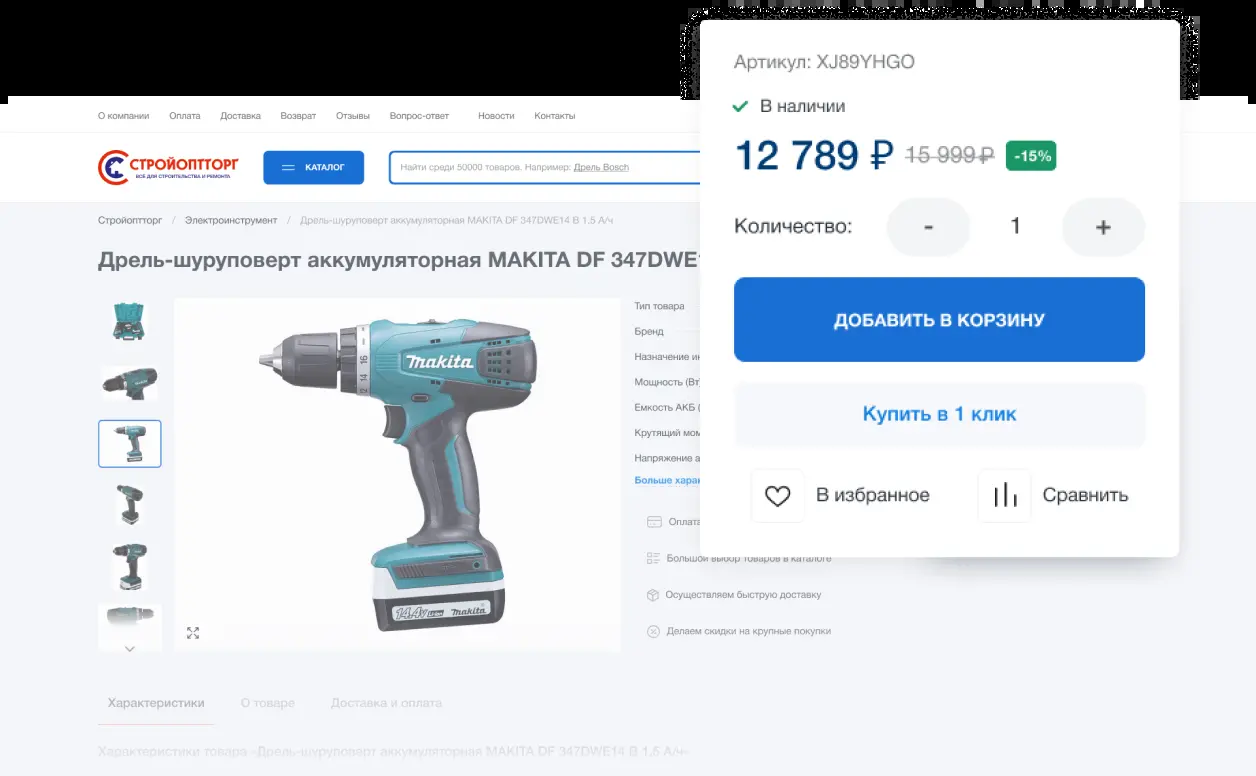 О компании Оплата Доставка Возврат Отзывы Вопрос-ответ Новости Контакты
СТРОЙОПТТОРГ
ВСЁ ДЛЯ СТРОИТЕЛЬСТВА И РЕМОНТА
КАТАЛОГ
Найти среди 50000 товаров. Например: Дрель Bosch
Стройоптторг / Электроинструмент / Дрель-шуруповерт аккумуляторная MAKITA DF 347DWE14 В 1.5 А/ч
Дрель-шуруповерт аккумуляторная MAKITA DF 347DWE
makita
16
14.4V Li-ion makita
Тип товара
Бренд
Назначение
Мощность (Вт)
Емкость АКБ (
Крутящий
Напряжение
Больше
Оплата
Большой выбор товаров в каталоге
Осуществляем быструю доставку
Делаем скидки на крупные покупки
Артикул: XJ89YHGO
В наличии
12 789 ₽ 15 999 ₽ -15%
Количество: - 1 +
ДОБАВИТЬ В КОРЗИНУ
Купить в 1 клик
В избранное Сравнить
Характеристики О товаре Доставка и оплата
Характеристики товара «Дрель-шуруповерт аккумуляторная MAKITA DF 347DWE14 В 1.5 А/ч»